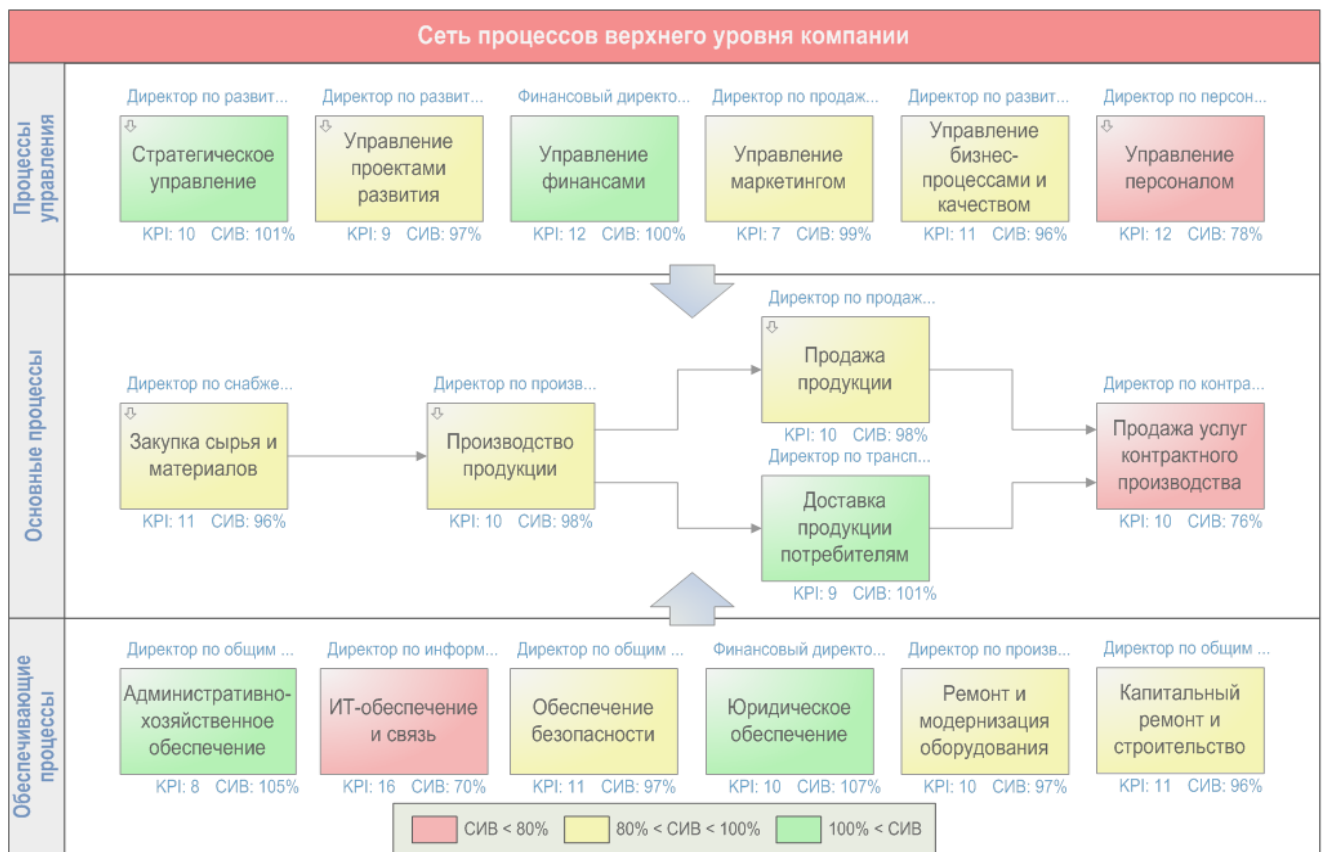 Сеть процессов верхнего уровня компании
Процессы
управления
Директор по развит...
Стратегическое
управление
KPI: 10 СИВ: 101%
Директор по развит...
Управление
проектами
развития
KPI: 9 СИВ: 97%
Финансовый директо...
Управление
финансами
KPI: 12 СИВ: 100%
Директор по продаж...
Управление
маркетингом
KPI: 7 СИВ: 99%
Директор по развит...
Управление
бизнес-
процессами и
качеством
KPI: 11 СИВ: 96%
Директор по персон...
Управление
персоналом
KPI: 12 СИВ: 78%
Основные процессы
Директор по снабже...
Закупка сырья и
материалов
KPI: 11 СИВ: 96%
Директор по произв...
Производство
продукции
KPI: 10 СИВ: 98%
Директор по продаж...
Продажа
продукции
KPI: 10 СИВ: 98%
Директор по трансп...
Доставка
продукции
потребителям
KPI: 9 СИВ: 101%
Директор по контра...
Продажа услуг
контрактного
производства
KPI: 10 СИВ: 76%
Обеспечивающие
процессы
Директор по общим ...
Административно-
хозяйственное
обеспечение
KPI: 8 СИВ: 105%
Директор по информ...
ИТ-обеспечение
и связь
KPI: 16 СИВ: 70%
Директор по общим ...
Обеспечение
безопасности
KPI: 11 СИВ: 97%
Финансовый директо...
Юридическое
обеспечение
KPI: 10 СИВ: 107%
Директор по произв...
Ремонт и
модернизация
оборудования
KPI: 10 СИВ: 97%
Директор по общим ...
Капитальный
ремонт и
строительство
KPI: 11 СИВ: 96%
СИВ < 80%
80% < СИВ < 100%
100% < СИВ